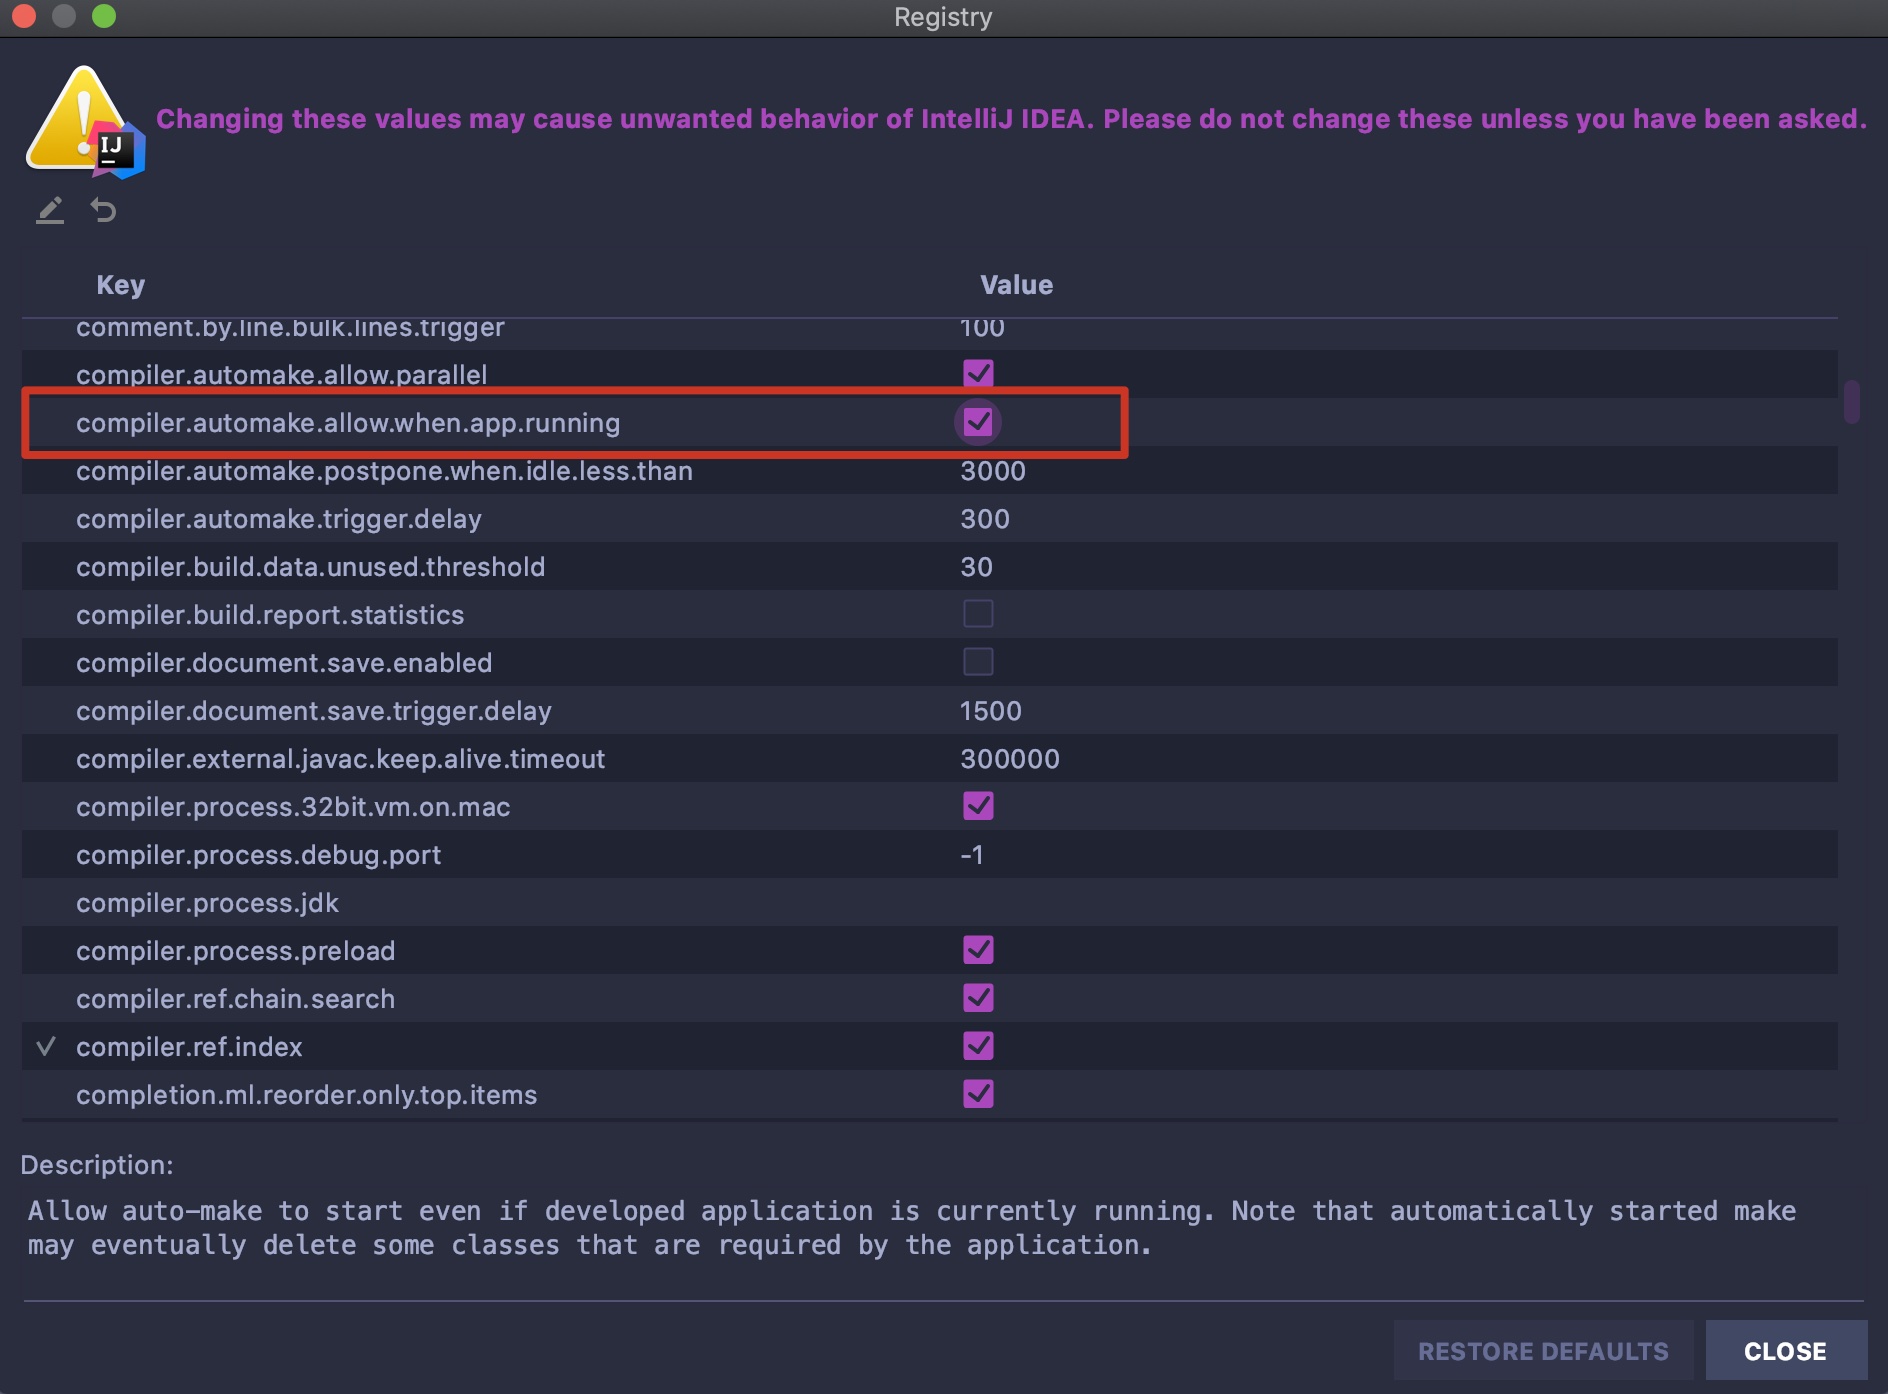 Registry
IJ
Changing these values may cause unwanted behavior of IntelliJ IDEA. Please do not change these unless you have been asked.
Key Value
comment.by.line.bulk.lines.trigger 100
compiler.automake.allow.parallel
compiler.automake.allow.when.app.running
compiler.automake.postpone.when.idle.less.than 3000
compiler.automake.trigger.delay 300
compiler.build.data.unused.threshold 30
compiler.build.report.statistics
compiler.document.save.enabled
compiler.document.save.trigger.delay 1500
compiler.external.javac.keep.alive.timeout 300000
compiler.process.32bit.vm.on.mac
compiler.process.debug.port -1
compiler.process.jdk
compiler.process.preload
compiler.ref.chain.search
compiler.ref.index
completion.ml.reorder.only.top.items
Description:
Allow auto-make to start even if developed application is currently running. Note that automatically started make
may eventually delete some classes that are required by the application.
RESTORE DEFAULTS CLOSE